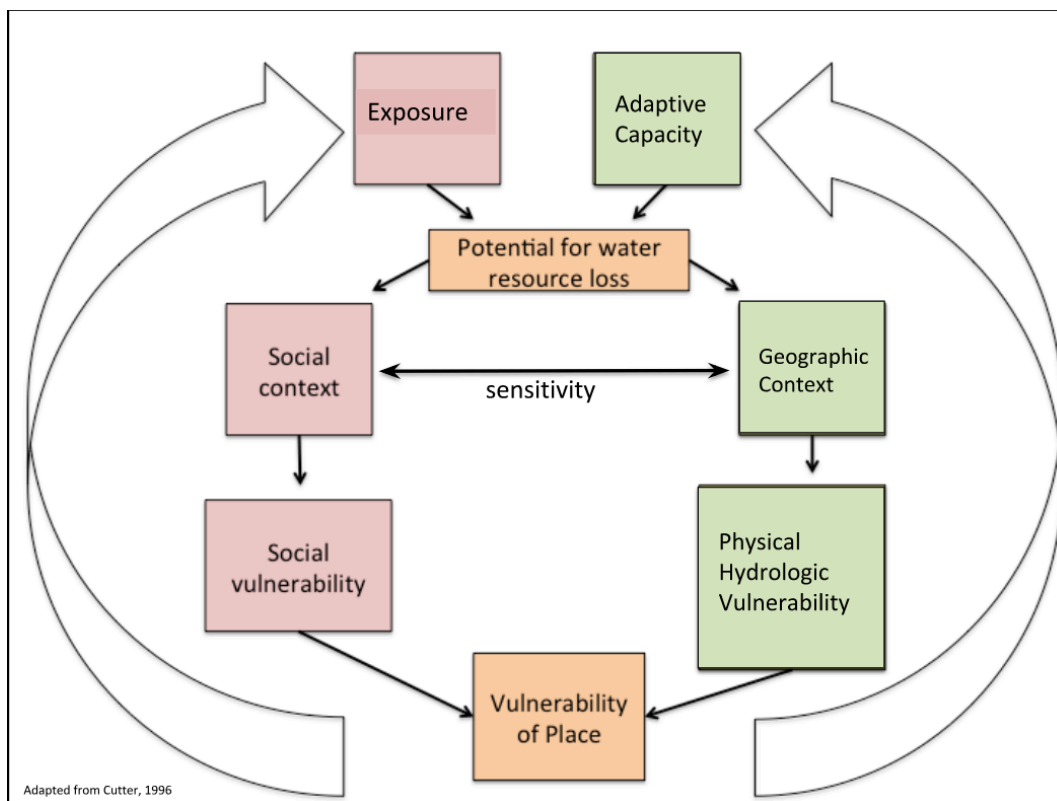 Exposure
Adaptive
Capacity
Potential for water
resource loss
Social
context
sensitivity
Geographic
Context
Social
vulnerability
Physical
Hydrologic
Vulnerability
Vulnerability
of Place
Adapted from Cutter, 1996